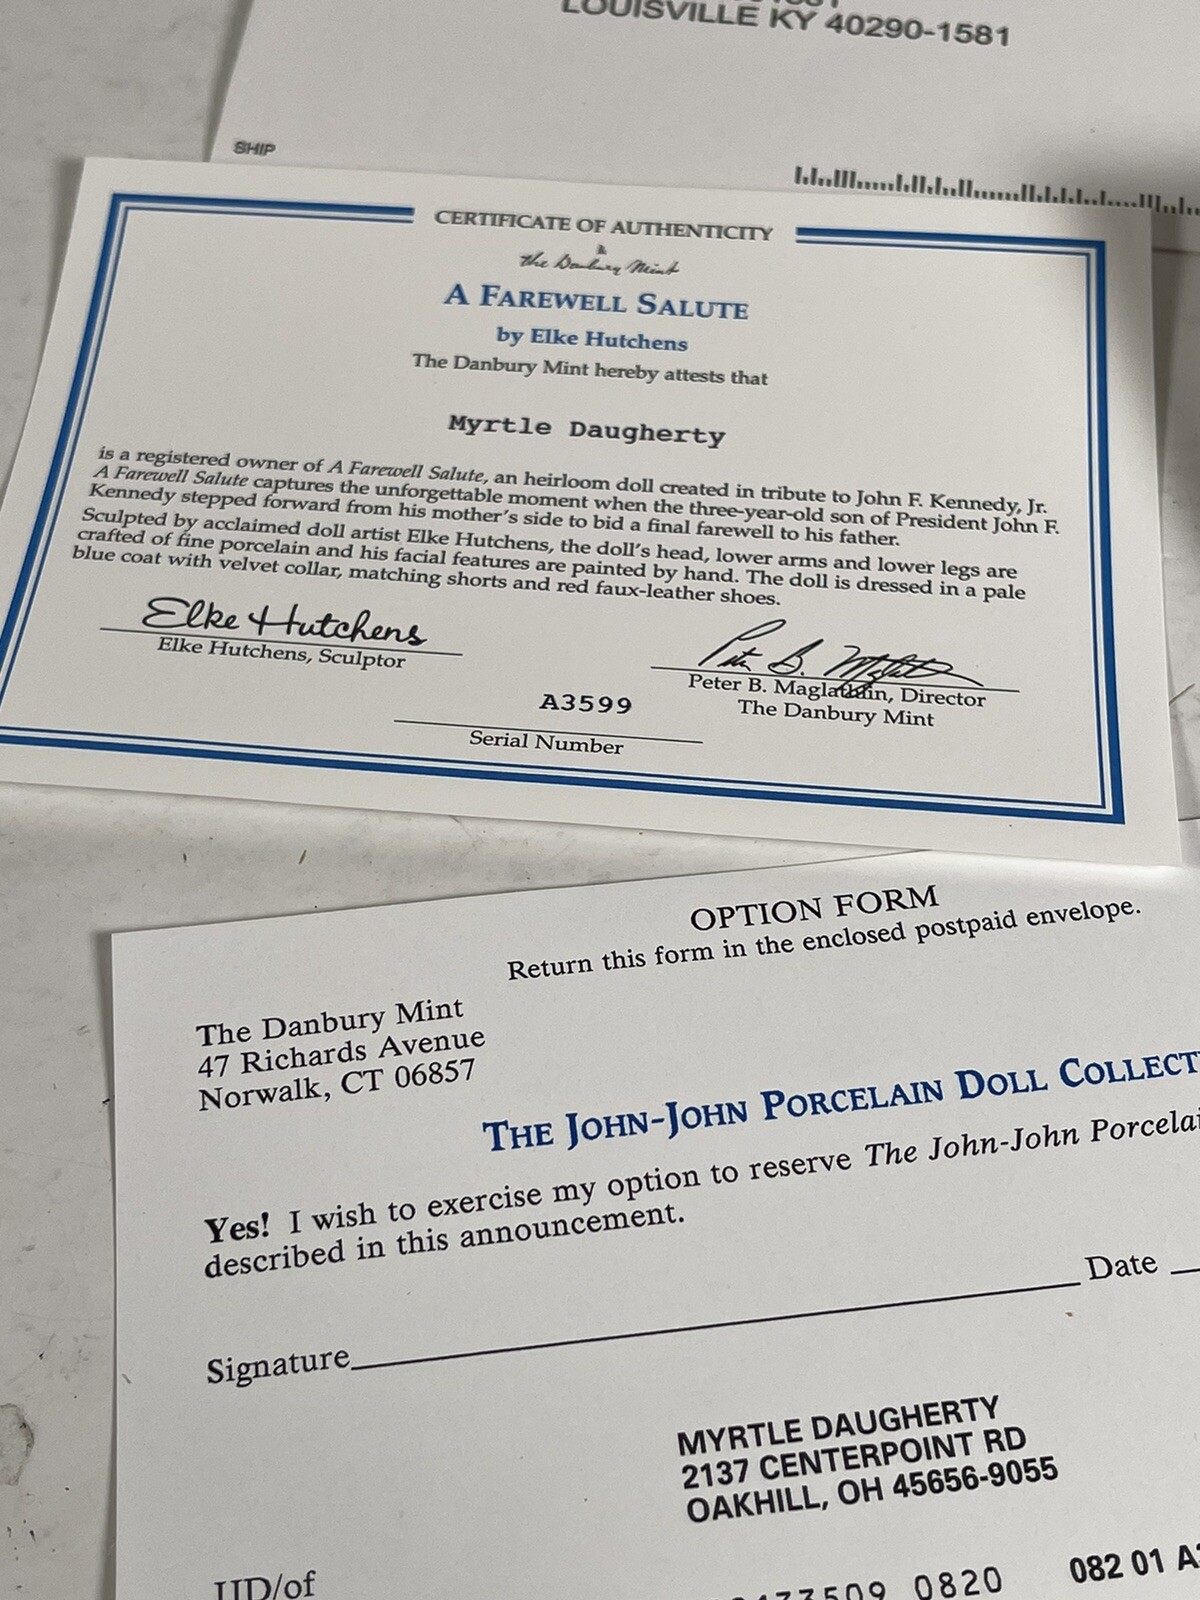 LOUISVILLE KY 40290-1581
SHIP
CERTIFICATE OF AUTHENTICITY
The Danbury Mint
A FAREWELL SALUTE
by Elke Hutchens
The Danbury Mint hereby attests that
Myrtle Daugherty
is a registered owner of A Farewell Salute, an heirloom doll created in tribute to John F. Kennedy, Jr.
A Farewell Salute captures the unforgettable moment when the three-year-old son of President John F.
Kennedy stepped forward from his mother's side to bid a final farewell to his father.
Sculpted by acclaimed doll artist Elke Hutchens, the doll's head, lower arms and lower legs are
crafted of fine porcelain and his facial features are painted by hand. The doll is dressed in a pale
blue coat with velvet collar, matching shorts and red faux-leather shoes.
Elke Hutchens
Elke Hutchens, Sculptor
Peter B. Maglathlin
Peter B. Maglathlin, Director
The Danbury Mint
A3599
Serial Number
OPTION FORM
Return this form in the enclosed postpaid envelope.
The Danbury Mint
47 Richards Avenue
Norwalk, CT 06857
THE JOHN-JOHN PORCELAIN DOLL COLLECT
Yes! I wish to exercise my option to reserve The John-John Porcelai
described in this announcement.
Signature Date
MYRTLE DAUGHERTY
2137 CENTERPOINT RD
OAKHILL, OH 45656-9055
UD/of
3509 0820 082 01 A